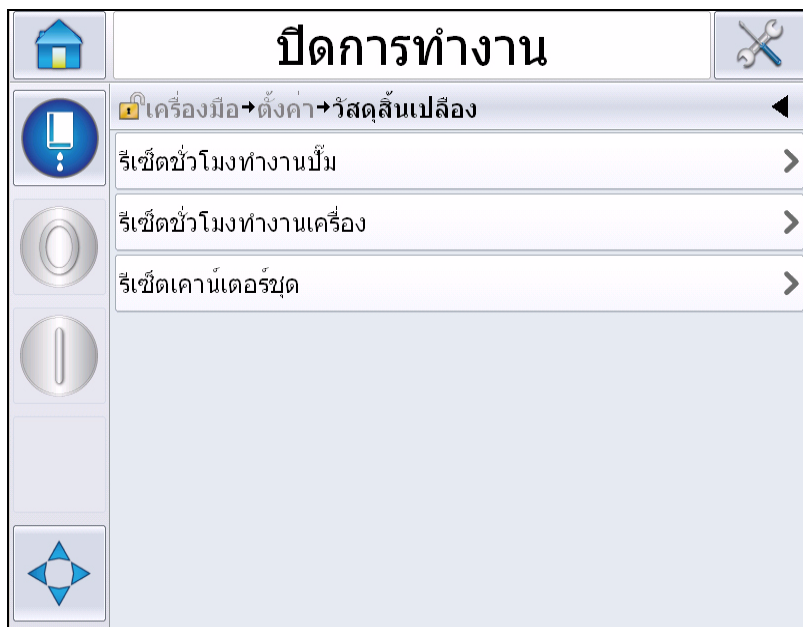 ปิดการทำงาน
เครื่องมือ→ตั้งค่า→วัสดุสิ้นเปลือง
รีเซ็ตชั่วโมงทำงานปั๊ม
รีเซ็ตชั่วโมงทำงานเครื่อง
รีเซ็ตเคาน์เตอร์ชุด